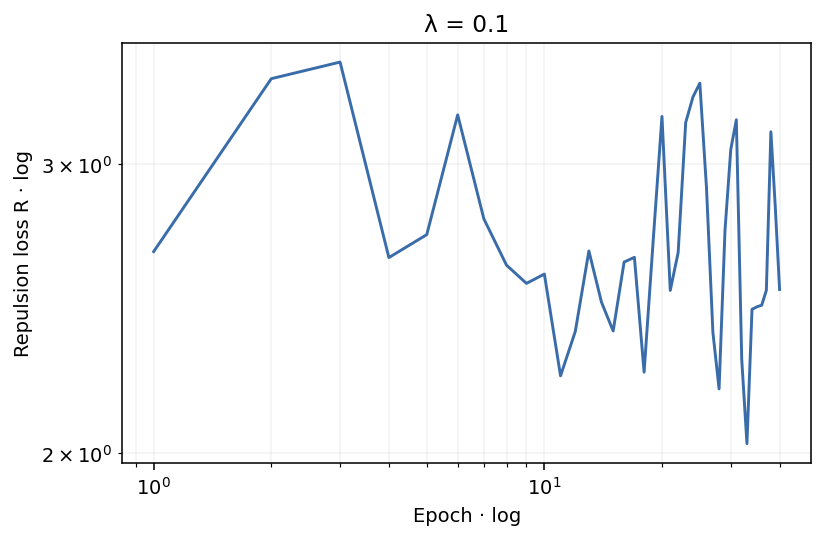 λ = 0.1
Repulsion loss R · log
3 × 10⁰
2 × 10⁰
10⁰
10¹
Epoch · log